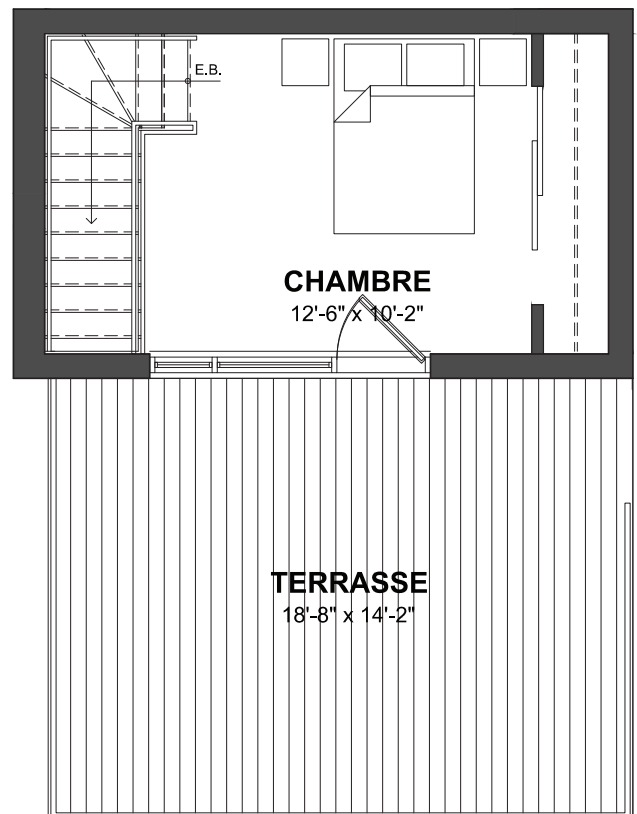 E.B.
CHAMBRE
12'-6" x 10'-2"
TERRASSE
18'-8" x 14'-2"